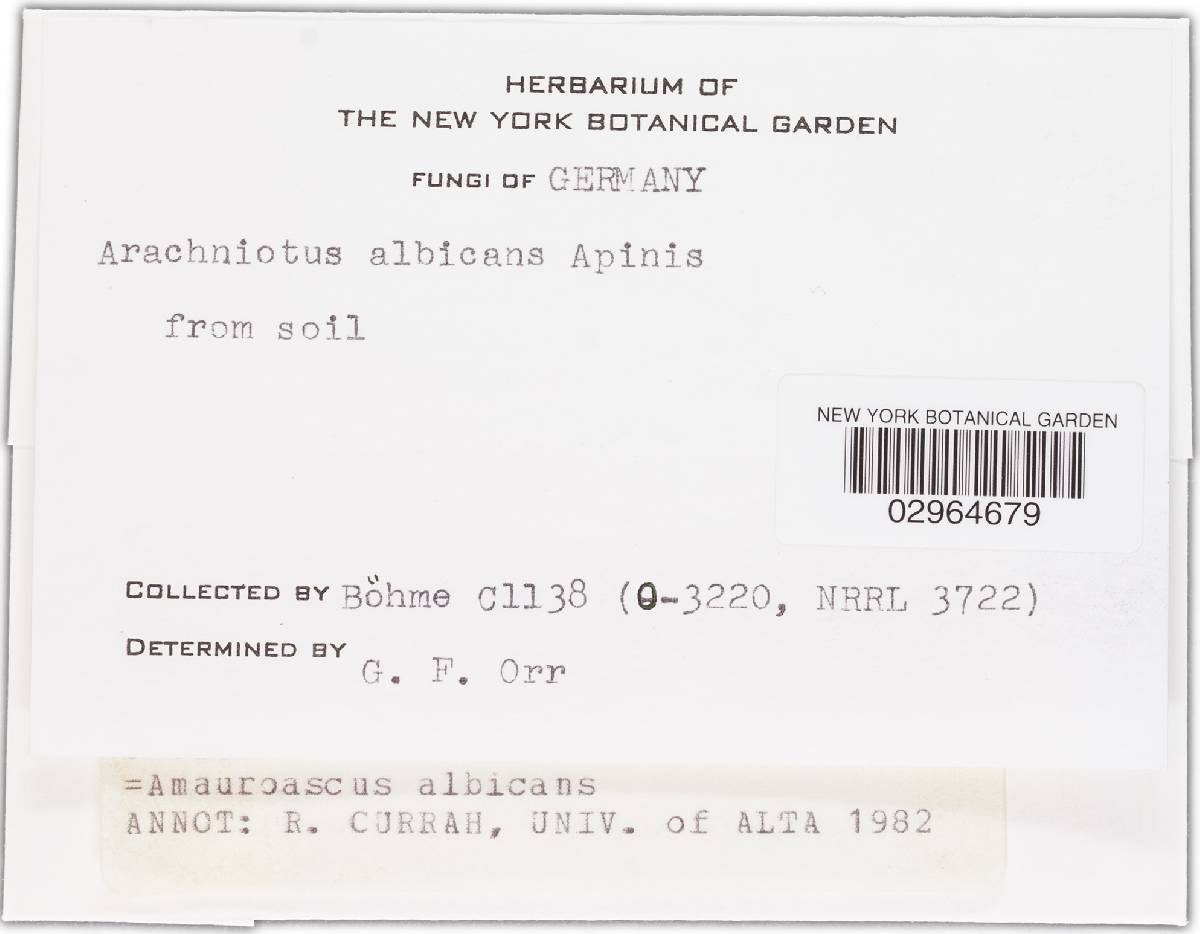 HERBARIUM OF
THE NEW YORK BOTANICAL GARDEN
FUNGI OF GERMANY
Arachniotus albicans Apinis
from soil
NEW YORK BOTANICAL GARDEN
02964679
COLLECTED BY Böhme C1138 (O-3220, NRRL 3722)
DETERMINED BY G. F. Orr
=Amauroascus albicans
ANNOT: R. CURRAH, UNIV. of ALTA 1982